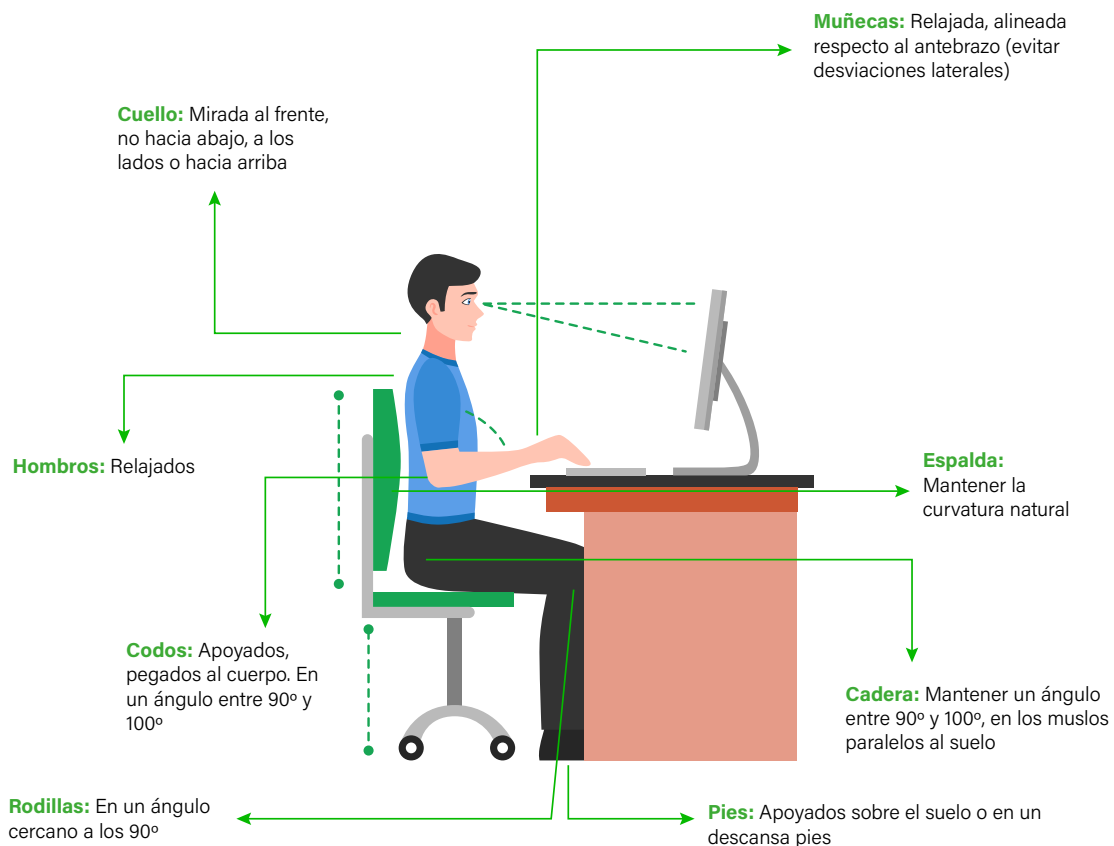 Muñecas: Relajada, alineada
respecto al antebrazo (evitar
desviaciones laterales)
Cuello: Mirada al frente,
no hacia abajo, a los
lados o hacia arriba
Hombros: Relajados
Espalda:
Mantener la
curvatura natural
Codos: Apoyados,
pegados al cuerpo. En
un ángulo entre 90º y
100º
Cadera: Mantener un ángulo
entre 90º y 100º, en los muslos
paralelos al suelo
Rodillas: En un ángulo
cercano a los 90º
Pies: Apoyados sobre el suelo o en un
descansa pies